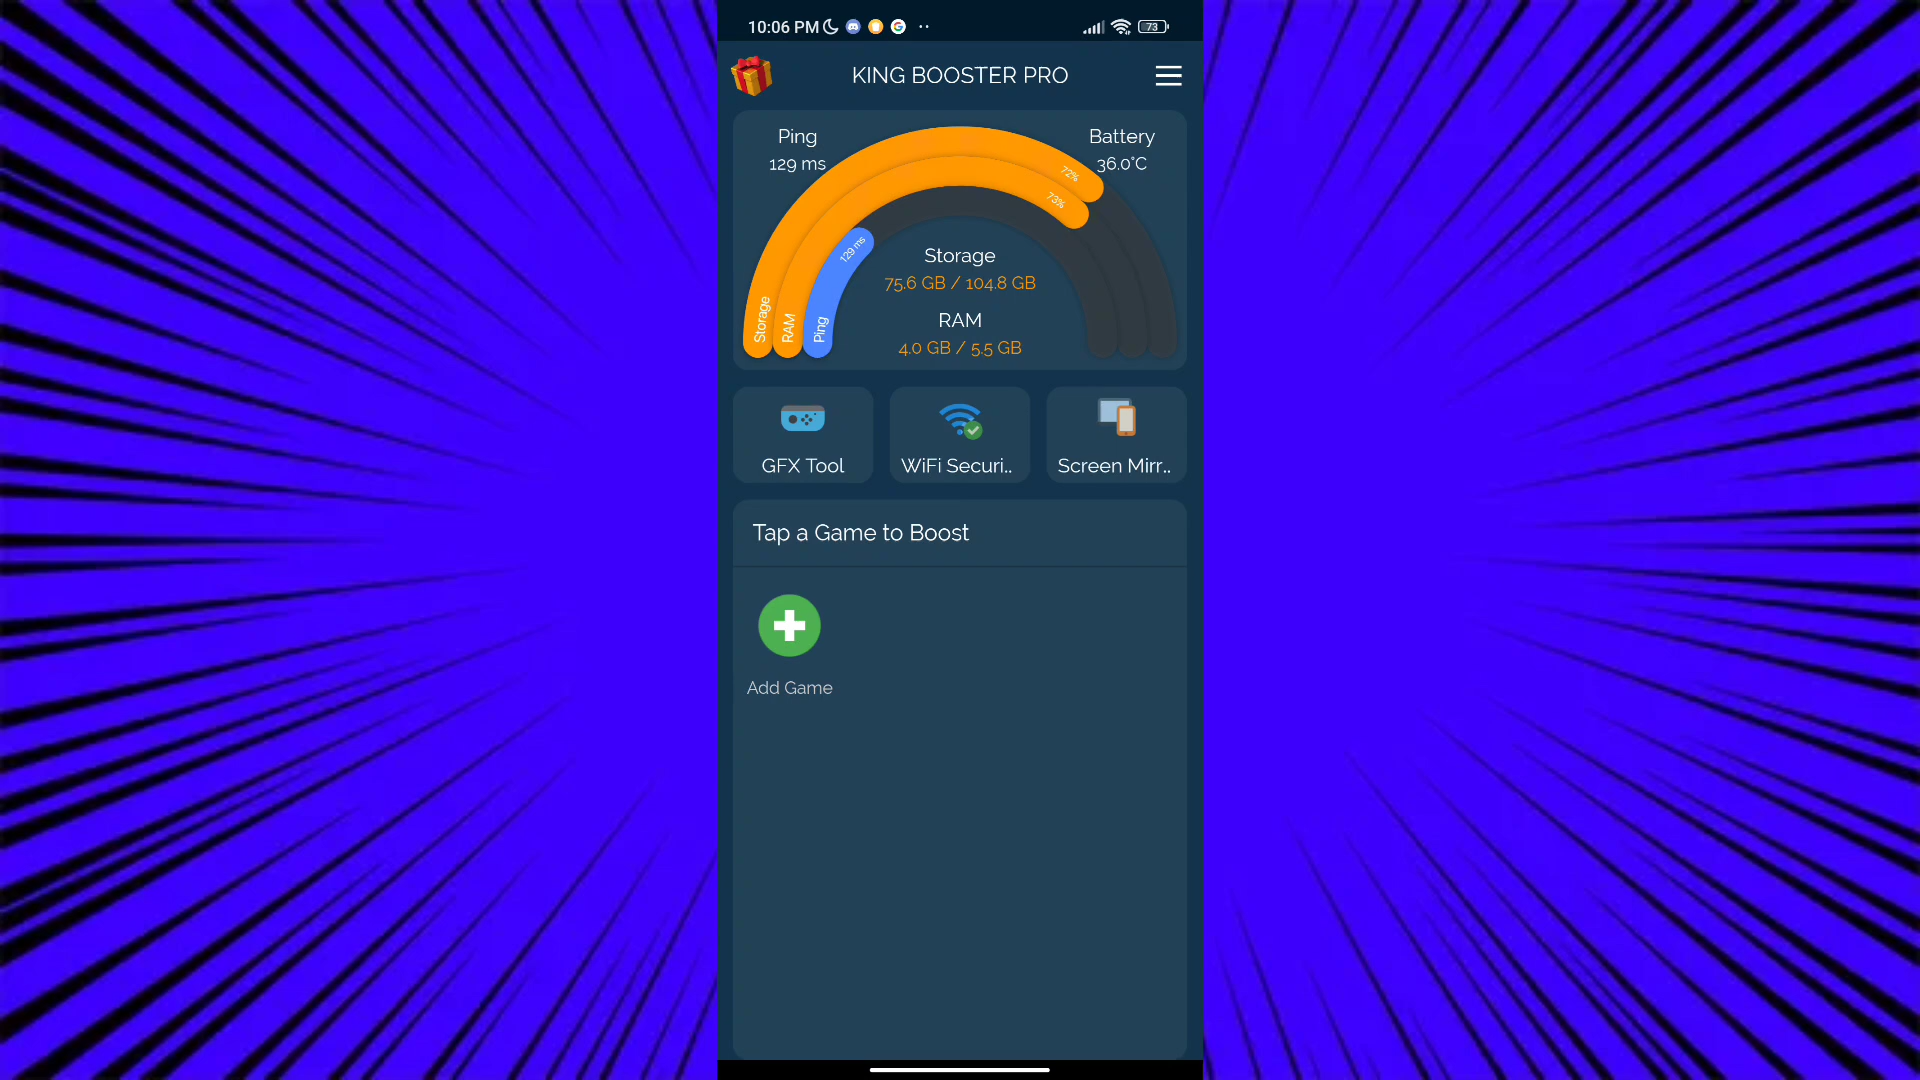 10:06 PM
73
KING BOOSTER PRO
Ping
129 ms
Battery
36.0°C
72%
73%
129 ms
Storage
RAM
Ping
Storage
75.6 GB / 104.8 GB
RAM
4.0 GB / 5.5 GB
GFX Tool
WiFi Securi..
Screen Mirr..
Tap a Game to Boost
Add Game